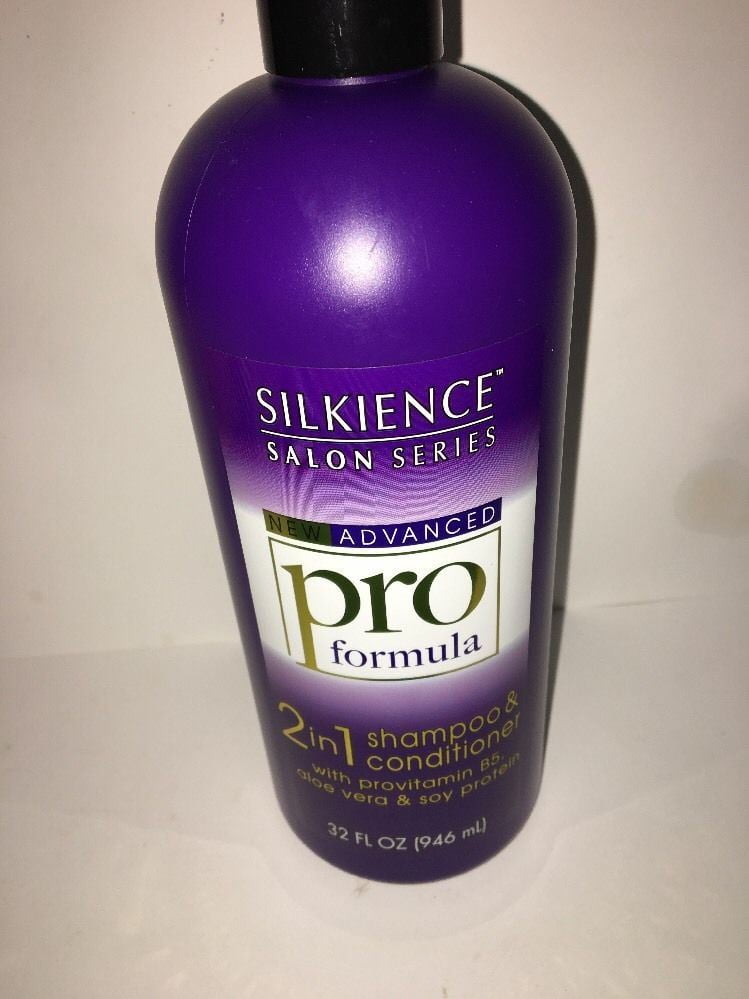 SILKIENCE™
SALON SERIES
NEW ADVANCED
pro
formula
2in1 shampoo &
conditioner
with provitamin B5,
aloe vera & soy protein
32 FL OZ (946 mL)